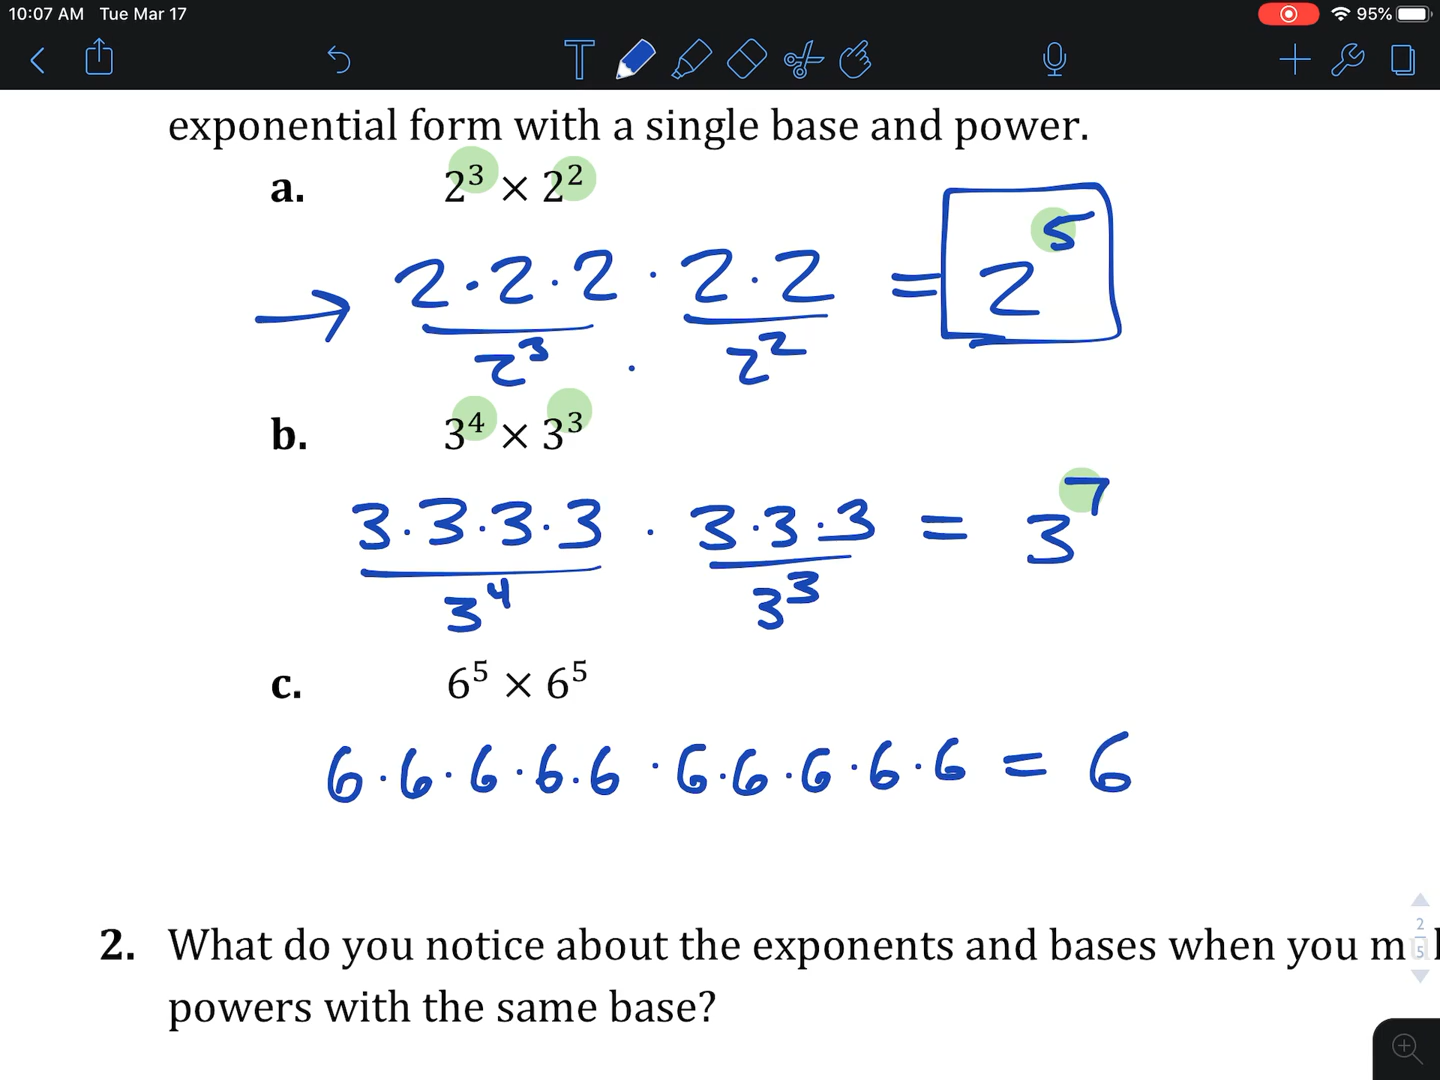 10:07 AM Tue Mar 17 95%
exponential form with a single base and power.
a. 2³ × 2²
→ 2·2·2 · 2·2 = 2⁵
2³ · 2²
b. 3⁴ × 3³
3·3·3·3 · 3·3·3 = 3⁷
3⁴ 3³
c. 6⁵ × 6⁵
6·6·6·6·6 · 6·6·6·6·6 = 6
2. What do you notice about the exponents and bases when you m
powers with the same base?
2
5